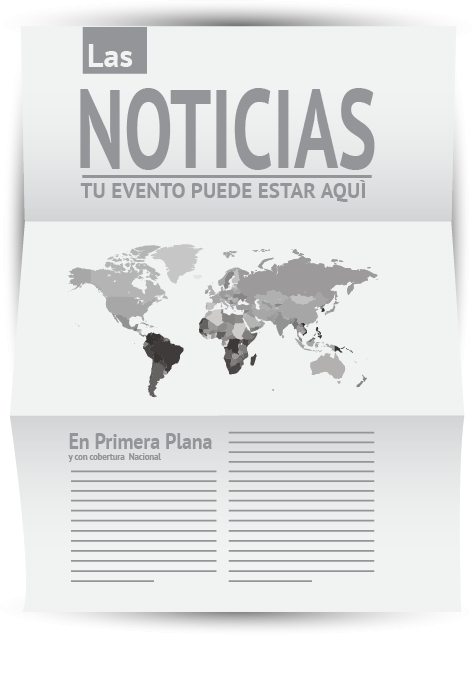 Las
NOTICIAS
TU EVENTO PUEDE ESTAR AQUÌ
En Primera Plana
y con cobertura Nacional